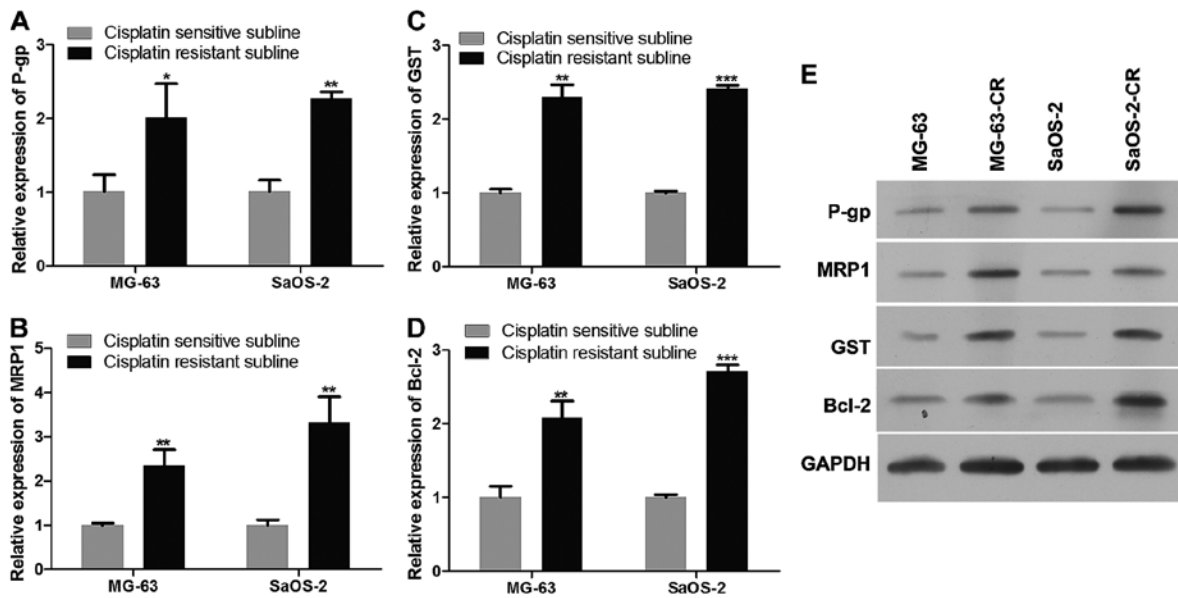 A
Cisplatin sensitive subline
Cisplatin resistant subline
Relative expression of P-gp
3
2
1
0
*
**
MG-63
SaOS-2
B
Cisplatin sensitive subline
Cisplatin resistant subline
Relative expression of MRP1
5
4
3
2
1
0
**
**
MG-63
SaOS-2
C
Cisplatin sensitive subline
Cisplatin resistant subline
Relative expression of GST
3
2
1
0
**
***
MG-63
SaOS-2
D
Cisplatin sensitive subline
Cisplatin resistant subline
Relative expression of Bcl-2
3
2
1
0
**
***
MG-63
SaOS-2
E
MG-63
MG-63-CR
SaOS-2
SaOS-2-CR
P-gp
MRP1
GST
Bcl-2
GAPDH